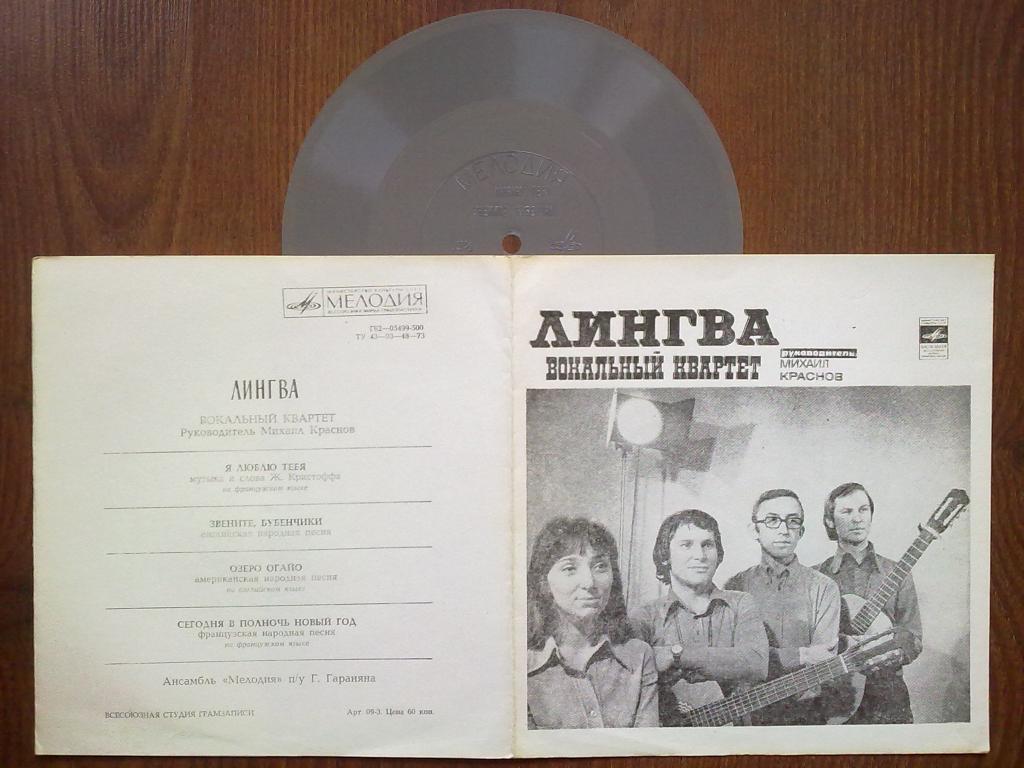 МЕЛОДИЯ
МЕЛОДИЯ
Г62—05499-500
ТУ 43—03—48—73
ЛИНГВА
ВОКАЛЬНЫЙ КВАРТЕТ
Руководитель Михаил Краснов
Я ЛЮБЛЮ ТЕБЯ
музыка и слова Ж. Кристоффа
на французском языке
ЗВЕНИТЕ, БУБЕНЧИКИ
английская народная песня
ОЗЕРО ОГАЙО
американская народная песня
на английском языке
СЕГОДНЯ В ПОЛНОЧЬ НОВЫЙ ГОД
французская народная песня
на французском языке
Ансамбль «Мелодия» п/у Г. Гараняна
ВСЕСОЮЗНАЯ СТУДИЯ ГРАМЗАПИСИ
Арт. 09-3. Цена 60 коп.
ЛИНГВА
ВОКАЛЬНЫЙ КВАРТЕТ
руководитель
МИХАИЛ
КРАСНОВ